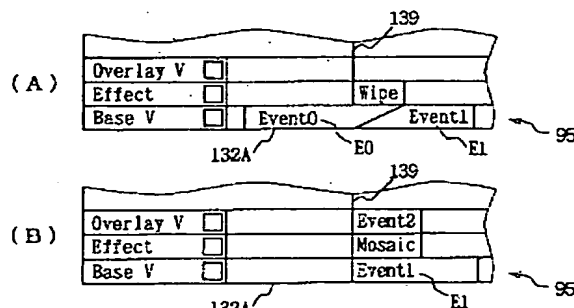 139
(A)
Overlay V
Effect Wipe
Base V Event0 Event1
132A E0 E1 95
139
(B)
Overlay V Event2
Effect Mosaic
Base V Event1
132A E1 95